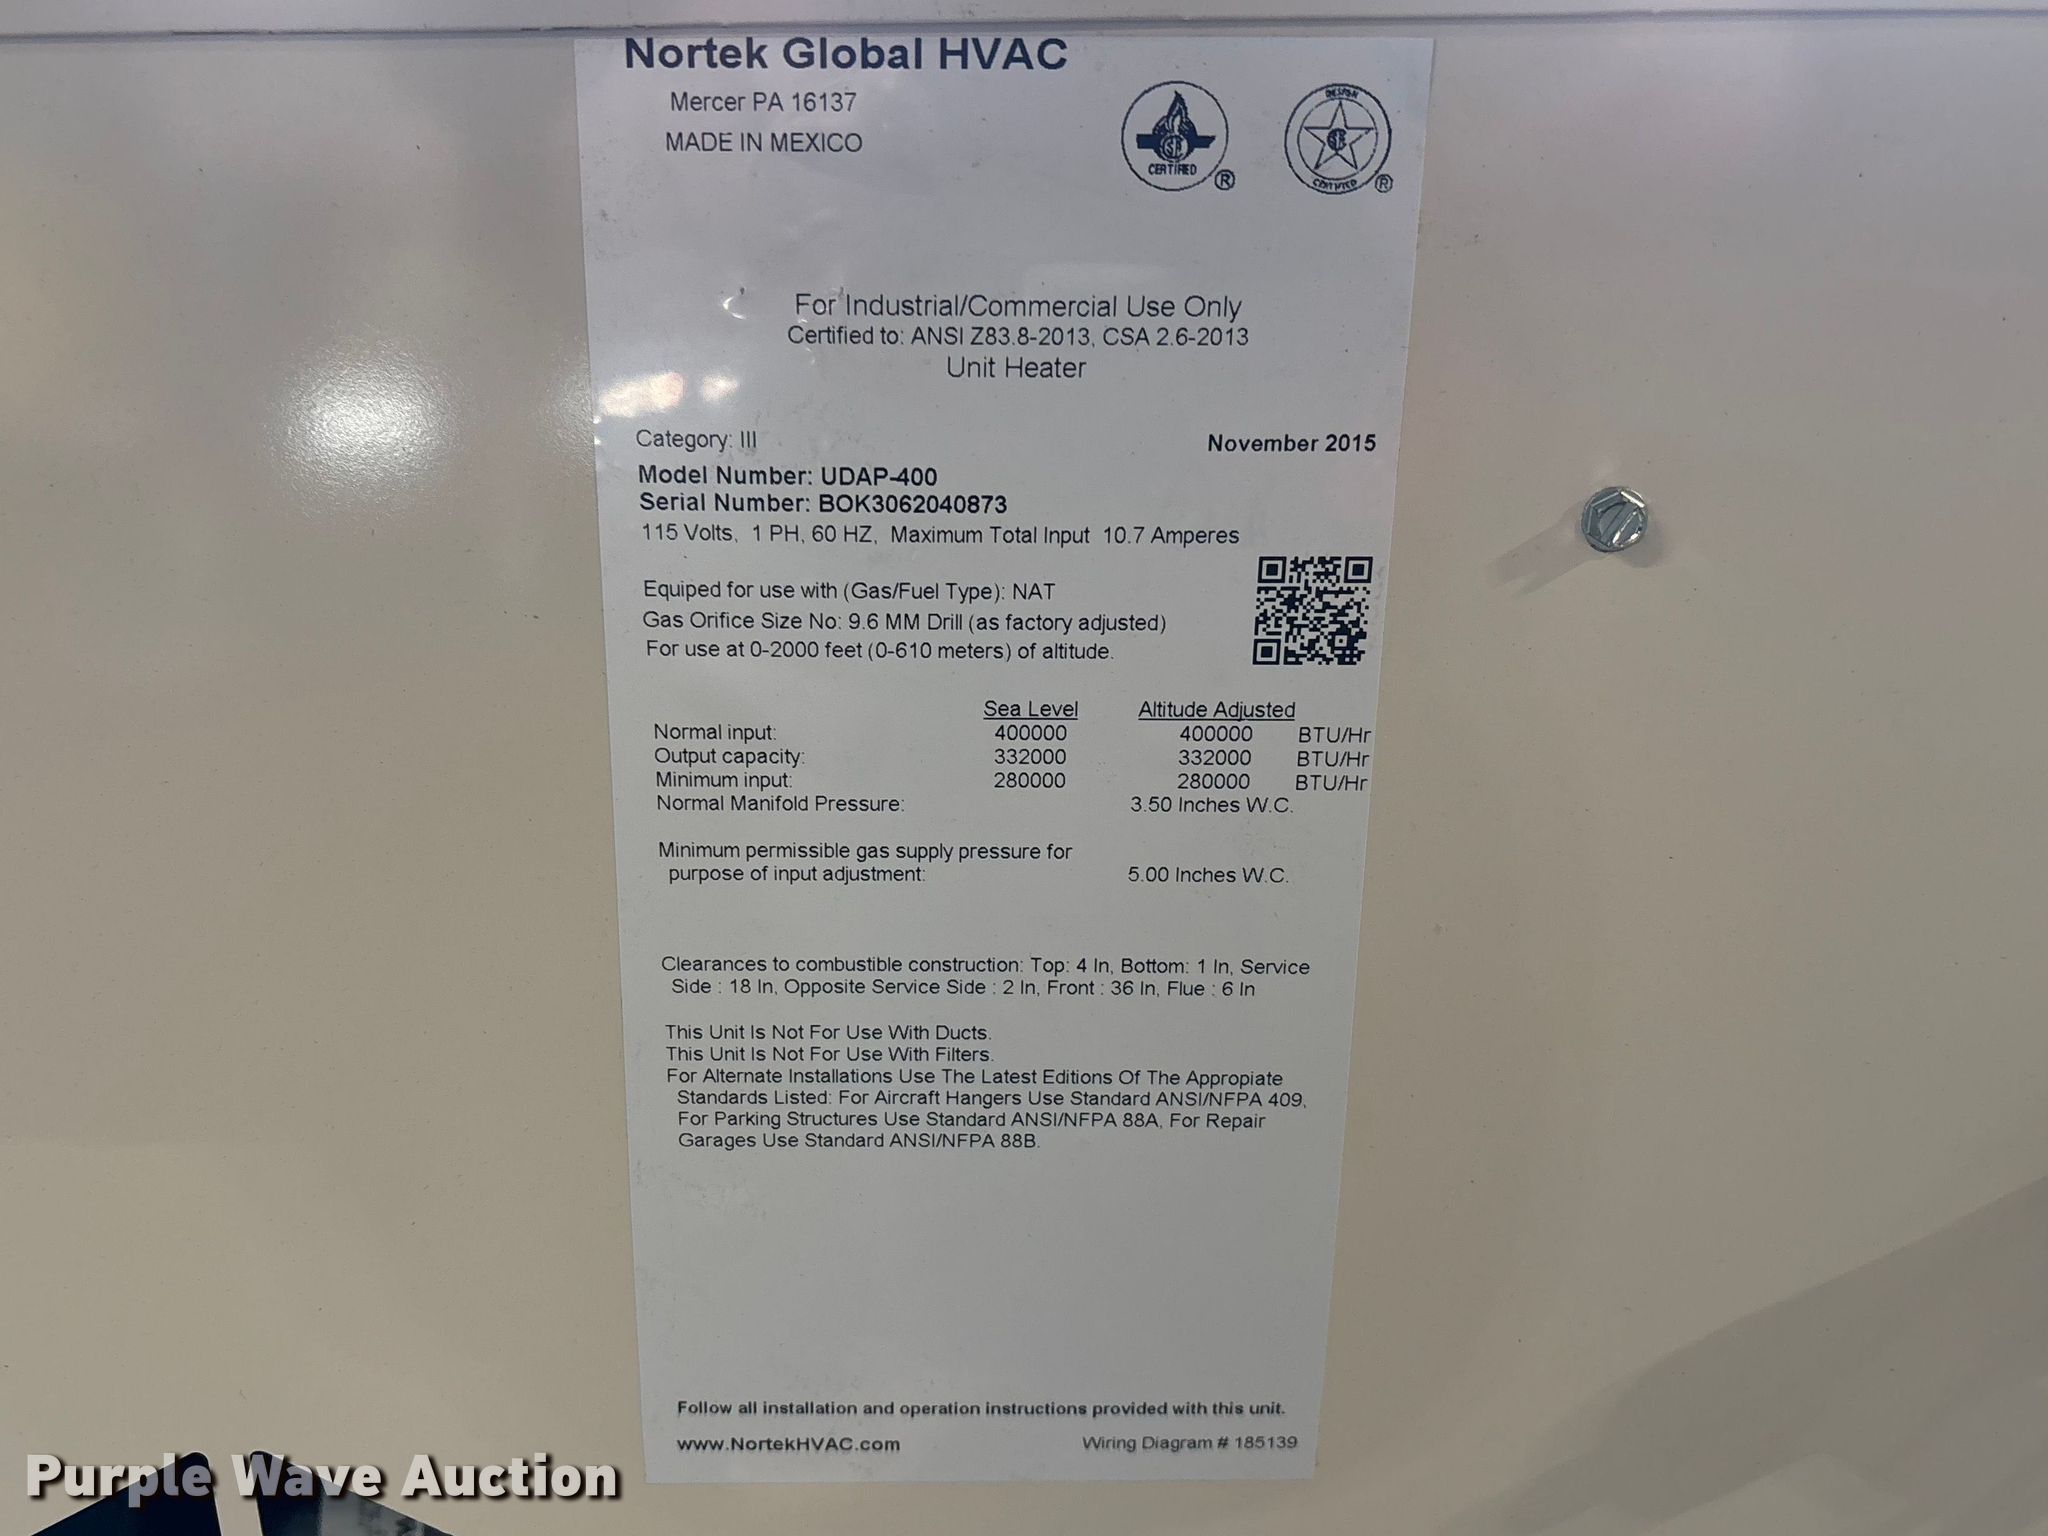 Nortek Global HVAC
Mercer PA 16137
MADE IN MEXICO
CERTIFIED ®
DESIGN
CERTIFIED ®
For Industrial/Commercial Use Only
Certified to: ANSI Z83.8-2013, CSA 2.6-2013
Unit Heater
Category: III
November 2015
Model Number: UDAP-400
Serial Number: BOK3062040873
115 Volts, 1 PH, 60 HZ, Maximum Total Input 10.7 Amperes
Equiped for use with (Gas/Fuel Type): NAT
Gas Orifice Size No: 9.6 MM Drill (as factory adjusted)
For use at 0-2000 feet (0-610 meters) of altitude.
Sea Level Altitude Adjusted
Normal input: 400000 400000 BTU/Hr
Output capacity: 332000 332000 BTU/Hr
Minimum input: 280000 280000 BTU/Hr
Normal Manifold Pressure: 3.50 Inches W.C.
Minimum permissible gas supply pressure for
purpose of input adjustment: 5.00 Inches W.C.
Clearances to combustible construction: Top: 4 In, Bottom: 1 In, Service
Side : 18 In, Opposite Service Side : 2 In, Front : 36 In, Flue : 6 In
This Unit Is Not For Use With Ducts.
This Unit Is Not For Use With Filters.
For Alternate Installations Use The Latest Editions Of The Appropiate
Standards Listed: For Aircraft Hangers Use Standard ANSI/NFPA 409,
For Parking Structures Use Standard ANSI/NFPA 88A, For Repair
Garages Use Standard ANSI/NFPA 88B.
Follow all installation and operation instructions provided with this unit.
www.NortekHVAC.com
Wiring Diagram # 185139
Purple Wave Auction